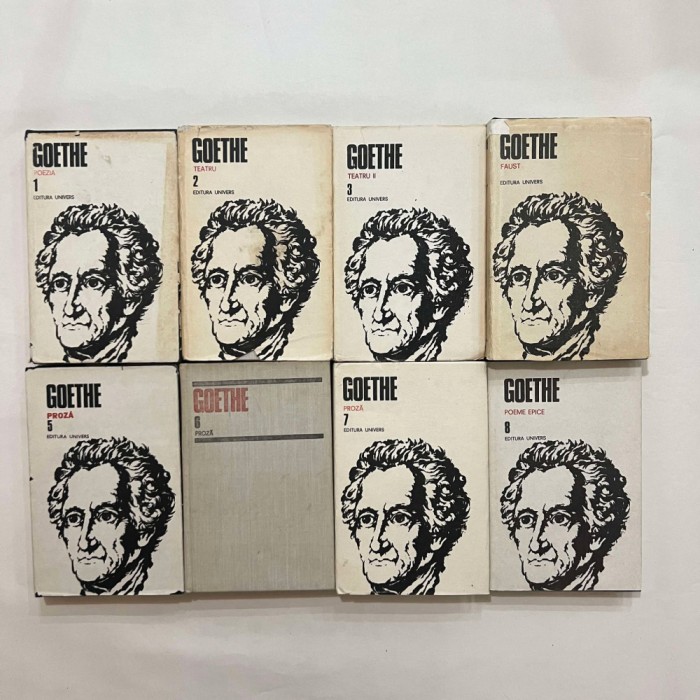 GOETHE
POEZIA
1
EDITURA UNIVERS
GOETHE
TEATRU
2
EDITURA UNIVERS
GOETHE
TEATRU II
3
EDITURA UNIVERS
GOETHE
FAUST
EDITURA UNIVERS
GOETHE
PROZĂ
5
EDITURA UNIVERS
GOETHE
6
PROZĂ
GOETHE
PROZĂ
7
EDITURA UNIVERS
GOETHE
POEME EPICE
8
EDITURA UNIVERS